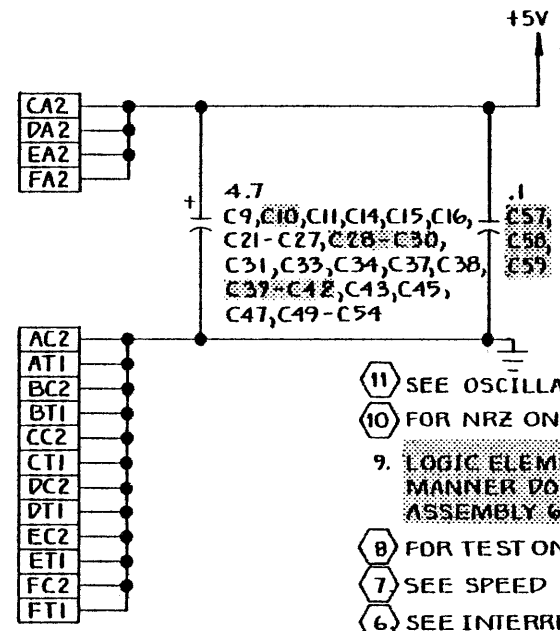 +5V
CA2
DA2
EA2
FA2
+
4.7
C9,C10,C11,C14,C15,C16,
C21-C27,C28-C30,
C31,C33,C34,C37,C38,
C39-C42,C43,C45,
C47,C49-C54
.1
C57,
C58,
C59
AC2
AT1
BC2
BT1
CC2
CT1
DC2
DT1
EC2
ET1
FC2
FT1
11 SEE OSCILLA
10 FOR NRZ ON
9. LOGIC ELEM
MANNER DO
ASSEMBLY 6
8 FOR TEST ON
7 SEE SPEED
6 SEE INTERRE